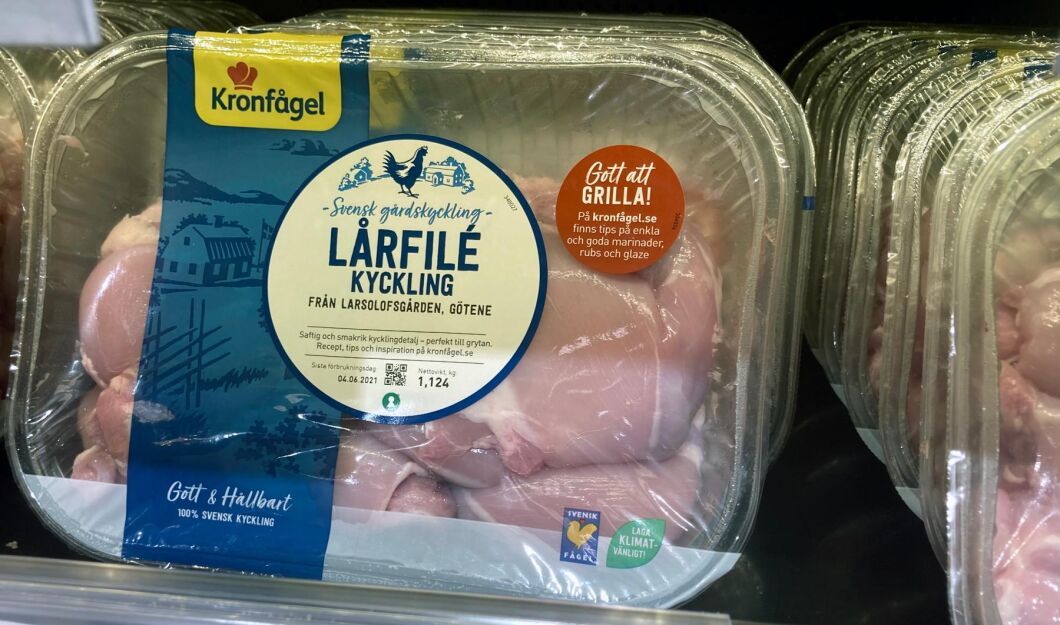 Kronfågel
- Svensk gårdskyckling -
LÅRFILÉ
KYCKLING
FRÅN LARSOLOFSGÅRDEN, GÖTENE
Saftig och smakrik kycklingdetalj – perfekt till grytan.
Recept, tips och inspiration på kronfågel.se
Sista förbrukningsdag:
04.06.2021
Nettovikt, kg:
1,124
Gott att
GRILLA!
På kronfågel.se
finns tips på enkla
och goda marinader,
rubs och glaze
Gott & Hållbart
100% SVENSK KYCKLING
SVENSK
FÅGEL
LAGA
KLIMAT-
VÄNLIGT!